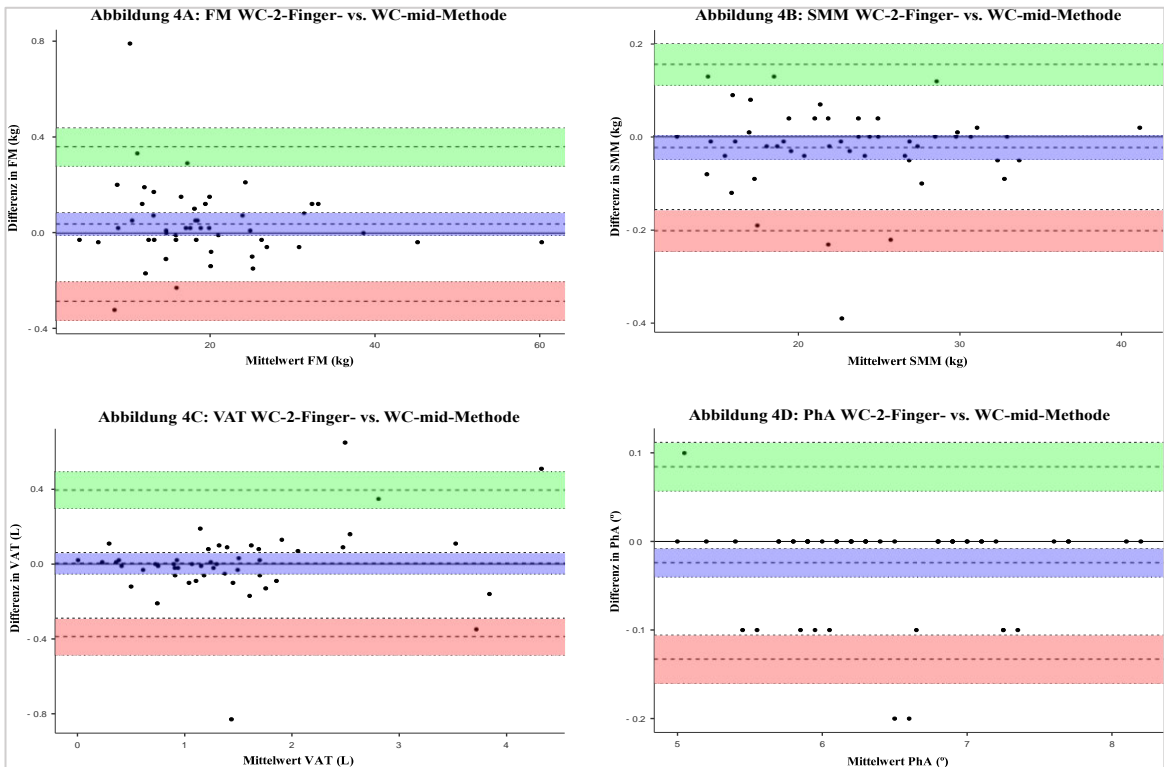 Abbildung 4A: FM WC-2-Finger- vs. WC-mid-Methode
Differenz in FM (kg)
0.8
0.4
0.0
- 0.4
20
40
60
Mittelwert FM (kg)
Abbildung 4B: SMM WC-2-Finger- vs. WC-mid-Methode
Differenz in SMM (kg)
0.2
0.0
- 0.2
- 0.4
20
30
40
Mittelwert SMM (kg)
Abbildung 4C: VAT WC-2-Finger- vs. WC-mid-Methode
Differenz in VAT (L)
0.4
0.0
- 0.4
- 0.8
0
1
2
3
4
Mittelwert VAT (L)
Abbildung 4D: PhA WC-2-Finger- vs. WC-mid-Methode
Differenz in PhA (º)
0.1
0.0
- 0.1
- 0.2
5
6
7
8
Mittelwert PhA (º)